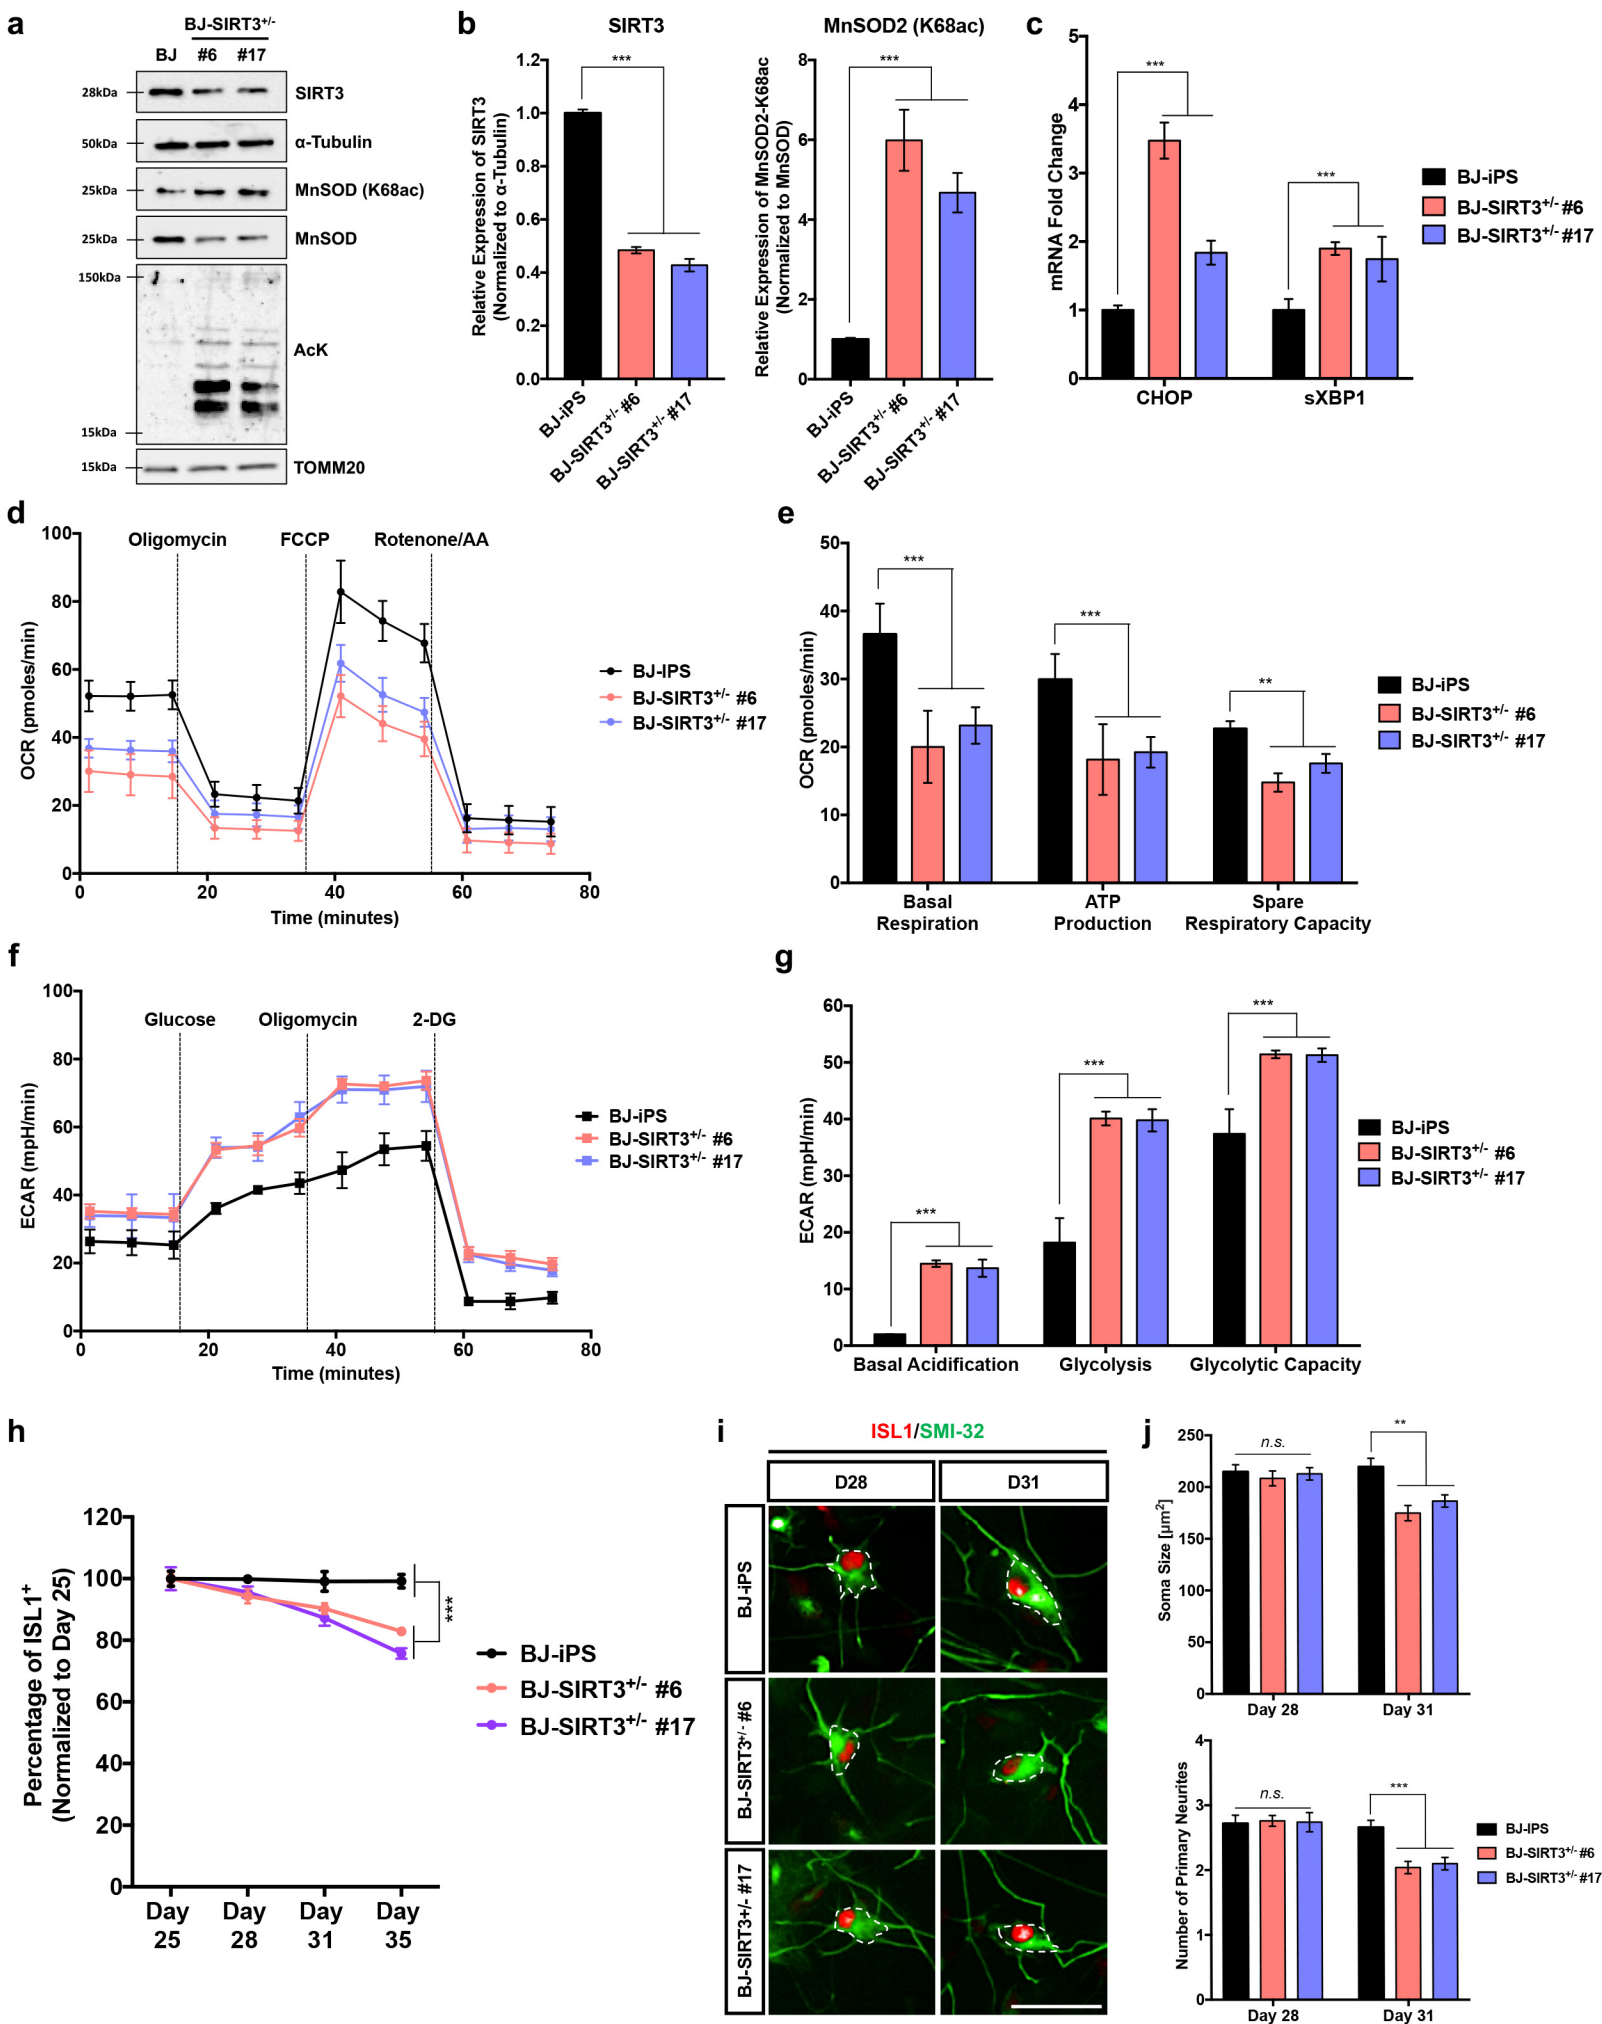 a
BJ-SIRT3+/-
BJ #6 #17
28kDa
SIRT3
50kDa
α-Tubulin
25kDa
MnSOD (K68ac)
25kDa
MnSOD
150kDa
AcK
15kDa
15kDa
TOMM20
b
SIRT3
Relative Expression of SIRT3
(Normalized to α-Tubulin)
1.2
1.0
0.8
0.6
0.4
0.2
0.0
***
BJ-iPS
BJ-SIRT3+/- #6
BJ-SIRT3+/- #17
MnSOD2 (K68ac)
Relative Expression of MnSOD2-K68ac
(Normalized to MnSOD)
8
6
4
2
0
***
BJ-iPS
BJ-SIRT3+/- #6
BJ-SIRT3+/- #17
c
mRNA Fold Change
5
4
3
2
1
0
***
***
CHOP
sXBP1
BJ-iPS
BJ-SIRT3+/- #6
BJ-SIRT3+/- #17
d
OCR (pmoles/min)
100
80
60
40
20
0
Oligomycin
FCCP
Rotenone/AA
0 20 40 60 80
Time (minutes)
BJ-IPS
BJ-SIRT3+/- #6
BJ-SIRT3+/- #17
e
OCR (pmoles/min)
50
40
30
20
10
0
***
***
**
Basal
Respiration
ATP
Production
Spare
Respiratory Capacity
BJ-iPS
BJ-SIRT3+/- #6
BJ-SIRT3+/- #17
f
ECAR (mpH/min)
100
80
60
40
20
0
Glucose
Oligomycin
2-DG
0 20 40 60 80
Time (minutes)
BJ-iPS
BJ-SIRT3+/- #6
BJ-SIRT3+/- #17
g
ECAR (mpH/min)
60
50
40
30
20
10
0
***
***
***
Basal Acidification
Glycolysis
Glycolytic Capacity
BJ-iPS
BJ-SIRT3+/- #6
BJ-SIRT3+/- #17
h
Percentage of ISL1+
(Normalized to Day 25)
120
100
80
60
40
20
0
***
Day
25
Day
28
Day
31
Day
35
BJ-iPS
BJ-SIRT3+/- #6
BJ-SIRT3+/- #17
i
ISL1/SMI-32
D28
D31
BJ-iPS
BJ-SIRT3+/- #6
BJ-SIRT3+/- #17
j
Soma Size [μm2]
250
200
150
100
50
0
n.s.
**
Day 28
Day 31
Number of Primary Neurites
4
3
2
1
0
n.s.
***
Day 28
Day 31
BJ-IPS
BJ-SIRT3+/- #6
BJ-SIRT3+/- #17